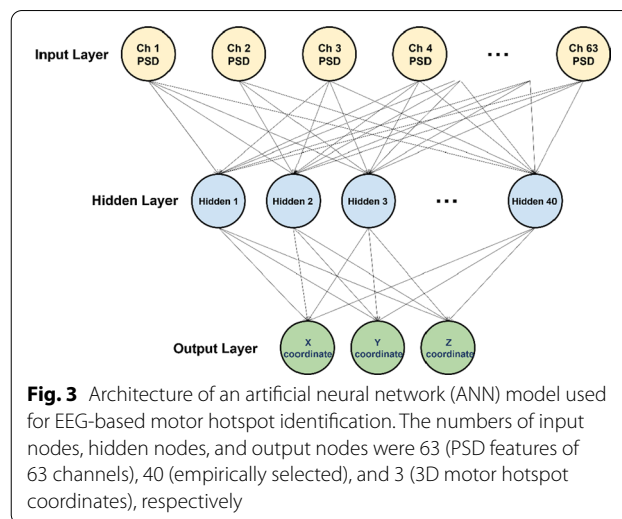 Input Layer
Ch 1 PSD
Ch 2 PSD
Ch 3 PSD
Ch 4 PSD
...
Ch 63 PSD
Hidden Layer
Hidden 1
Hidden 2
Hidden 3
...
Hidden 40
Output Layer
X coordinate
Y coordinate
Z coordinate
Fig. 3 Architecture of an artificial neural network (ANN) model used
for EEG-based motor hotspot identification. The numbers of input
nodes, hidden nodes, and output nodes were 63 (PSD features of
63 channels), 40 (empirically selected), and 3 (3D motor hotspot
coordinates), respectively